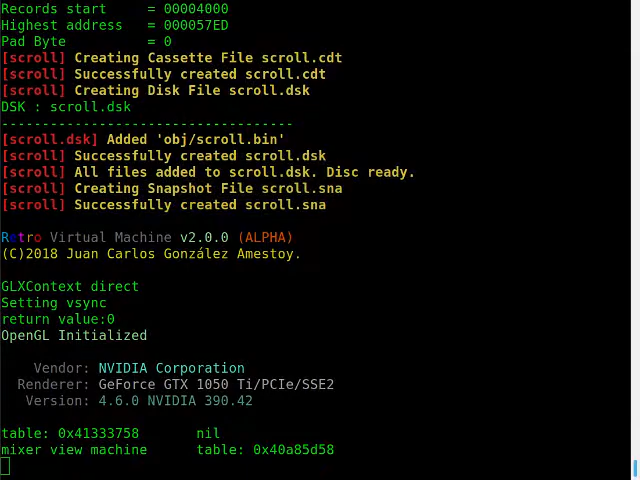 Records start     = 00004000
Highest address   = 000057ED
Pad Byte          = 0
[scroll] Creating Cassette File scroll.cdt
[scroll] Successfully created scroll.cdt
[scroll] Creating Disk File scroll.dsk
DSK : scroll.dsk
------------------------------------
[scroll.dsk] Added 'obj/scroll.bin'
[scroll] Successfully created scroll.dsk
[scroll] All files added to scroll.dsk. Disc ready.
[scroll] Creating Snapshot File scroll.sna
[scroll] Successfully created scroll.sna
Retro Virtual Machine v2.0.0 (ALPHA)
(C)2018 Juan Carlos González Amestoy.
GLXContext direct
Setting vsync
return value:0
OpenGL Initialized
Vendor: NVIDIA Corporation
Renderer: GeForce GTX 1050 Ti/PCIe/SSE2
Version: 4.6.0 NVIDIA 390.42
table: 0x41333758       nil
mixer view machine      table: 0x40a85d58